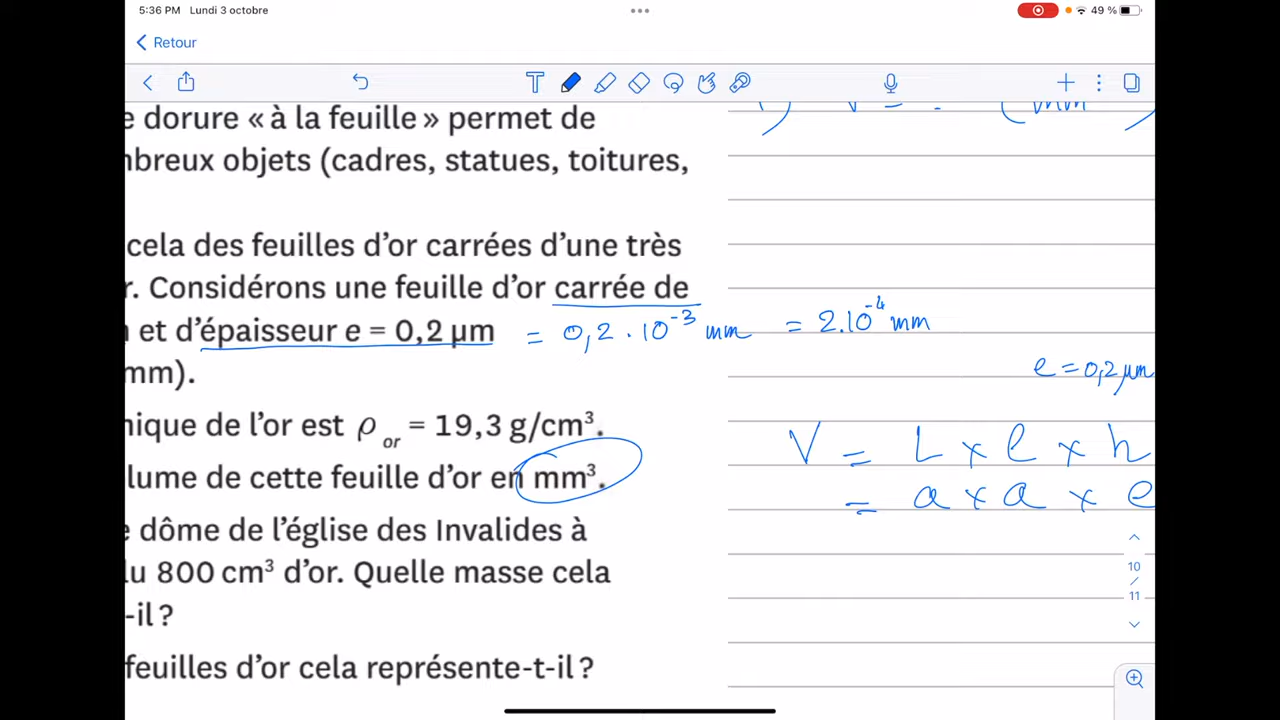 5:36 PM Lundi 3 octobre
49 %
Retour
e dorure « à la feuille » permet de
mbreux objets (cadres, statues, toitures,
cela des feuilles d’or carrées d’une très
r. Considérons une feuille d’or carrée de
n et d’épaisseur e = 0,2 μm = 0,2 . 10⁻³ mm = 2.10⁻⁴ mm
mm).
e = 0,2 μm
nique de l’or est ρ or = 19,3 g/cm³.
V = L x l x h
lume de cette feuille d’or en mm³.
= a x a x e
e dôme de l’église des Invalides à
lu 800 cm³ d’or. Quelle masse cela
-il ?
feuilles d’or cela représente-t-il ?
10
/
11